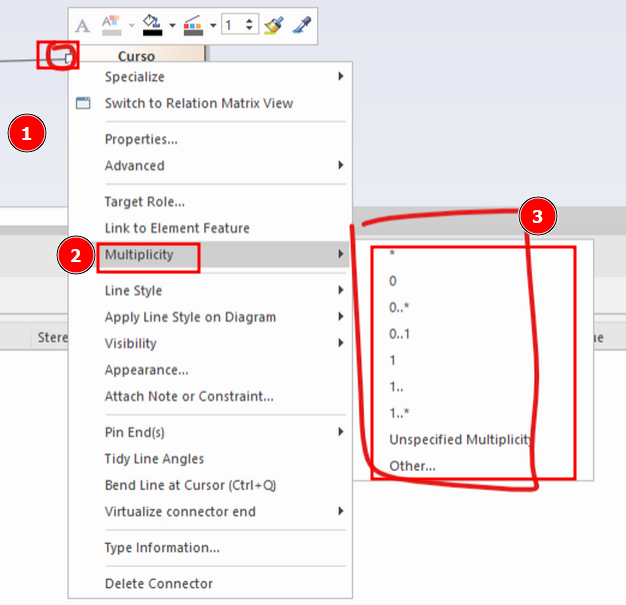 A A 1
Curso
1
Specialize
Switch to Relation Matrix View
Properties...
Advanced
Target Role...
Link to Element Feature
2
Multiplicity
Line Style
Apply Line Style on Diagram
Visibility
Appearance...
Attach Note or Constraint...
Pin End(s)
Tidy Line Angles
Bend Line at Cursor (Ctrl+Q)
Virtualize connector end
Type Information...
Delete Connector
3
*
0
0..*
0..1
1
1..
1..*
Unspecified Multiplicity
Other...
Stere
ue